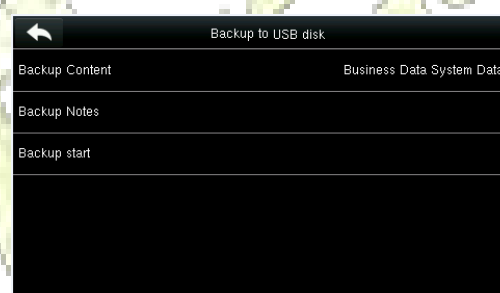 Backup to USB disk
Backup Content Business Data System Data
Backup Notes
Backup start